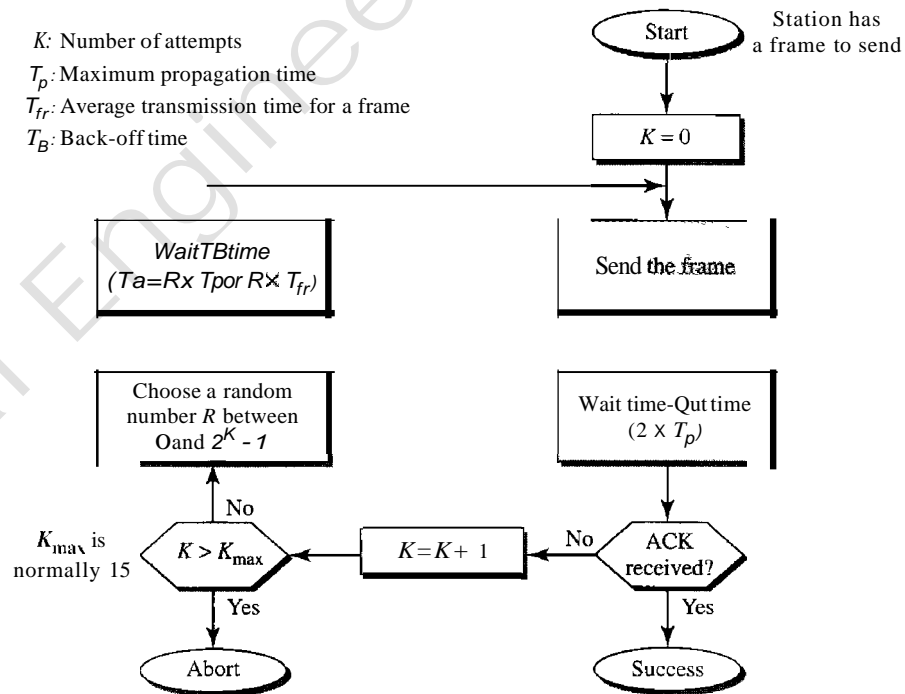 K: Number of attempts
Tp: Maximum propagation time
Tfr: Average transmission time for a frame
TB: Back-off time
Start
Station has
a frame to send
K = 0
WaitTBtime
(Ta=Rx Tpor R× Tfr)
Send the frame
Choose a random
number R between
Oand 2^K - 1
Wait time-Qut time
(2 × Tp)
No
Kmax is
normally 15
K > Kmax
K = K + 1
No
ACK
received?
Yes
Yes
Abort
Success
Enginee